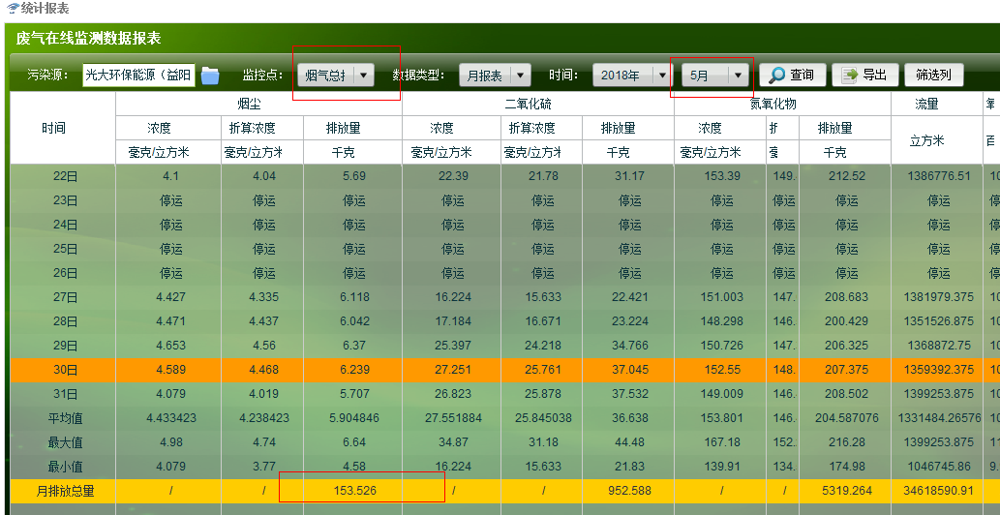 统计报表
废气在线监测数据报表
污染源： 光大环保能源（益阳 监控点： 烟气总排 数据类型： 月报表 时间： 2018年 5月 查询 导出 筛选列
时间 烟尘 二氧化硫 氮氧化物 流量 氧
浓度 折算浓度 排放量 浓度 折算浓度 排放量 浓度 折 排放量 立方米 百
毫克/立方米 毫克/立方米 千克 毫克/立方米 毫克/立方米 千克 毫克/立方米 毫 千克
22日 4.1 4.04 5.69 22.39 21.78 31.17 153.39 149. 212.52 1386776.51 10
23日 停运 停运 停运 停运 停运 停运 停运 停运 停运 停运 停
24日 停运 停运 停运 停运 停运 停运 停运 停运 停运 停运 停
25日 停运 停运 停运 停运 停运 停运 停运 停运 停运 停运 停
26日 停运 停运 停运 停运 停运 停运 停运 停运 停运 停运 停
27日 4.427 4.335 6.118 16.224 15.633 22.421 151.003 147. 208.683 1381979.375 10
28日 4.471 4.437 6.042 17.184 16.671 23.224 148.298 146. 200.429 1351526.875 10
29日 4.653 4.56 6.37 25.397 24.218 34.766 150.726 147. 206.325 1368872.75 10
30日 4.589 4.468 6.239 27.251 25.761 37.045 152.55 148. 207.375 1359392.375 10
31日 4.079 4.019 5.707 26.823 25.878 37.532 149.009 146. 208.502 1399253.875 10
平均值 4.433423 4.238423 5.904846 27.551884 25.845038 36.638 153.801 146. 204.587076 1331484.26576 10
最大值 4.98 4.74 6.64 34.87 31.18 44.48 167.18 152. 216.28 1399253.875 11
最小值 4.079 3.77 4.58 16.224 15.633 21.83 139.91 134. 174.98 1046745.86 9.
月排放总量 / / 153.526 / / 952.588 / / 5319.264 34618590.91